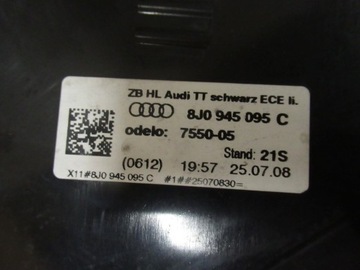 ZB HL Audi TT schwarz ECE li.
8J0 945 095 C
odelo: 7550-05
Stand: 21S
(0612) 19:57 25.07.08
X11#8J0 945 095 C #1##25070830=